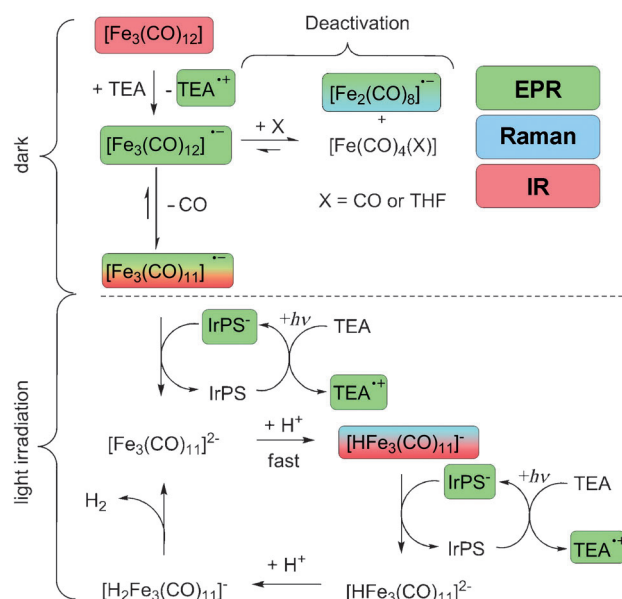 Deactivation
[Fe₃(CO)₁₂]
+ TEA - TEA•+
[Fe₂(CO)₈]•−
+
[Fe(CO)₄(X)]
[Fe₃(CO)₁₂]•−
+ X
X = CO or THF
- CO
[Fe₃(CO)₁₁]•−
EPR
Raman
IR
dark
light irradiation
IrPS-
+hν
TEA
IrPS
TEA•+
[Fe₃(CO)₁₁]²-
+ H⁺
fast
[HFe₃(CO)₁₁]-
IrPS-
+hν
TEA
IrPS
TEA•+
H₂
[H₂Fe₃(CO)₁₁]-
+ H⁺
[HFe₃(CO)₁₁]²-